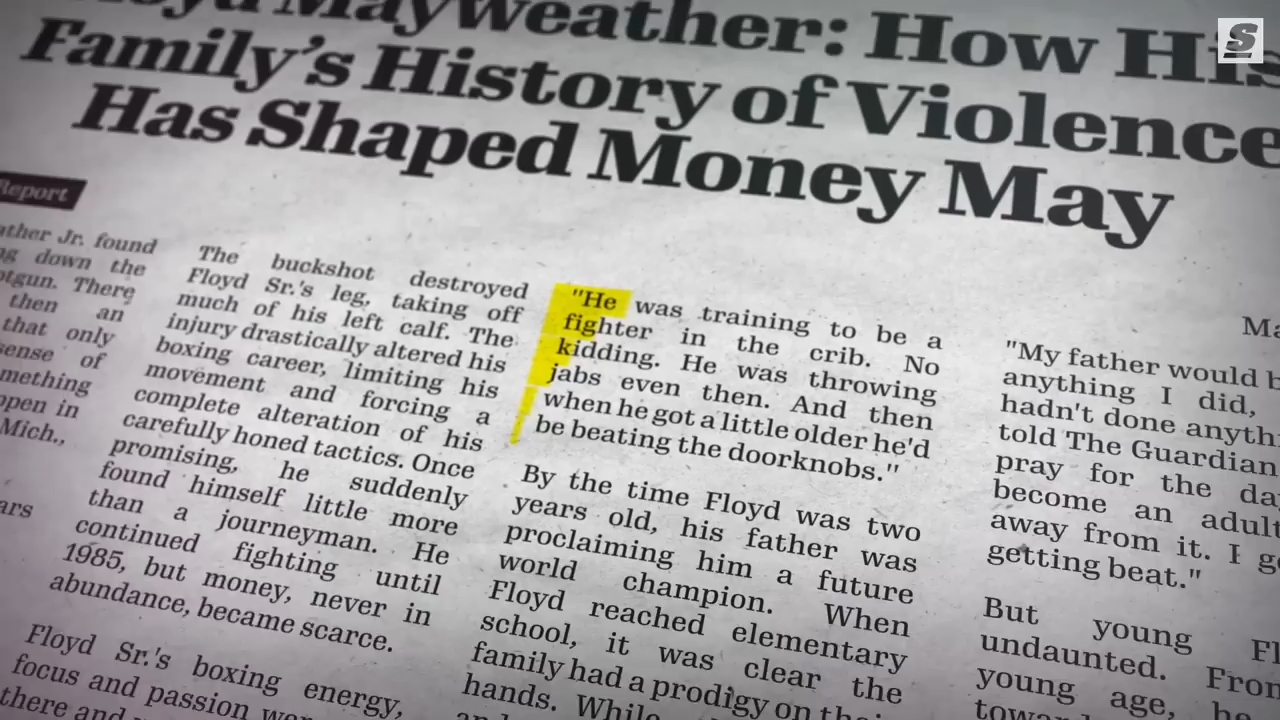 Mayweather: How His
Family's History of Violence
Has Shaped Money May
Report
Jr. found
down the
There
then an
that only
sense of
in
Mich.,
The buckshot destroyed
Floyd Sr.'s leg, taking off
much of his left calf. The
injury drastically altered his
boxing career, limiting his
movement and forcing a
complete alteration of his
carefully honed tactics. Once
promising, he suddenly
found himself little more
than a journeyman. He
continued fighting until
1985, but money, never in
abundance, became scarce.
Floyd Sr.'s boxing energy,
focus and passion
there and
"He was training to be a
fighter in the crib. No
kidding. He was throwing
jabs even then. And then
when he got a little older he'd
be beating the doorknobs."
By the time Floyd was two
years old, his father was
proclaiming him a future
world champion. When
Floyd reached elementary
school, it was clear the
family had a prodigy on
hands. While
"My father would
anything I did,
hadn't done
told The Guardian
pray for the
become an
away from it. I
getting beat."
But young
undaunted. From
young age, he
S